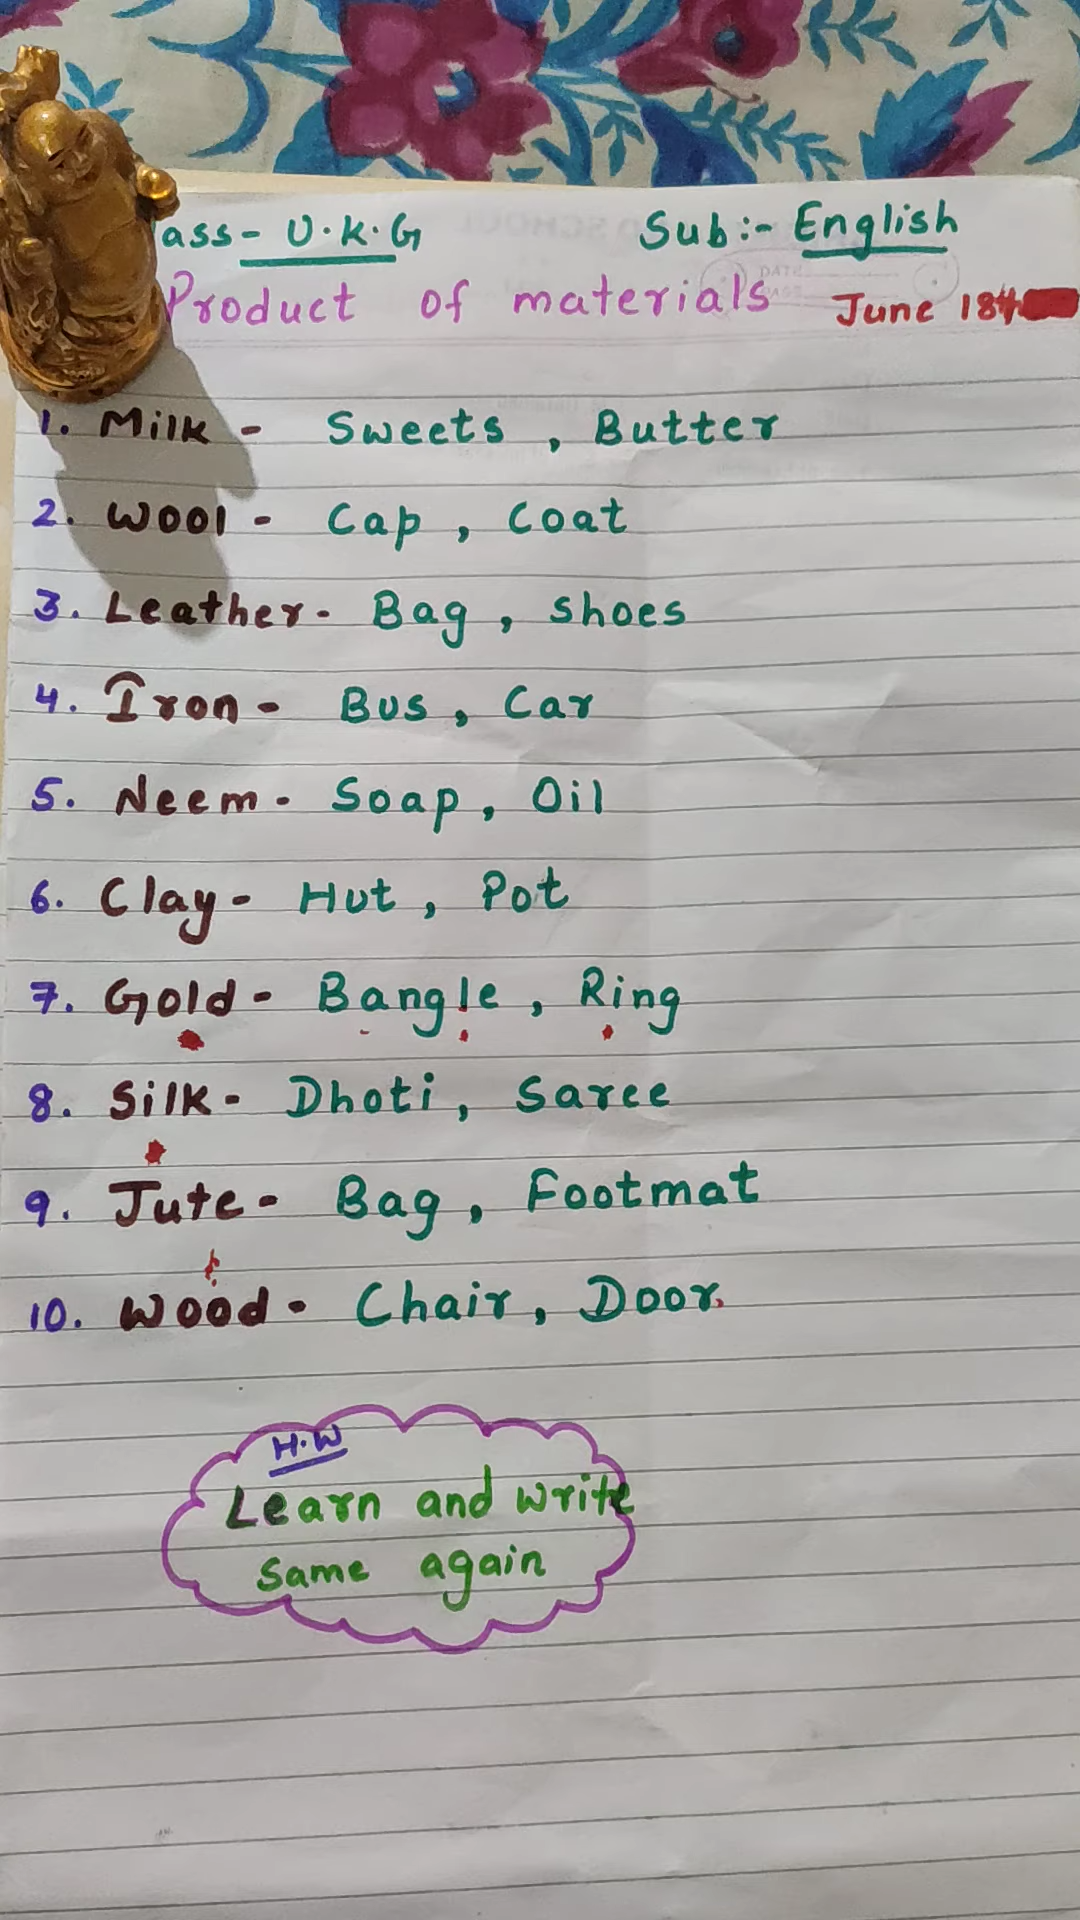 ass- U.K.G Sub:- English
Product of materials June 18th
1. Milk - Sweets , Butter
2. Wool - Cap , Coat
3. Leather - Bag , Shoes
4. Iron - Bus , Car
5. Neem - Soap , Oil
6. Clay - Hut , Pot
7. Gold - Bangle , Ring
8. Silk - Dhoti , Saree
9. Jute - Bag , Footmat
10. Wood - Chair , Door.
H.W
Learn and write
same again